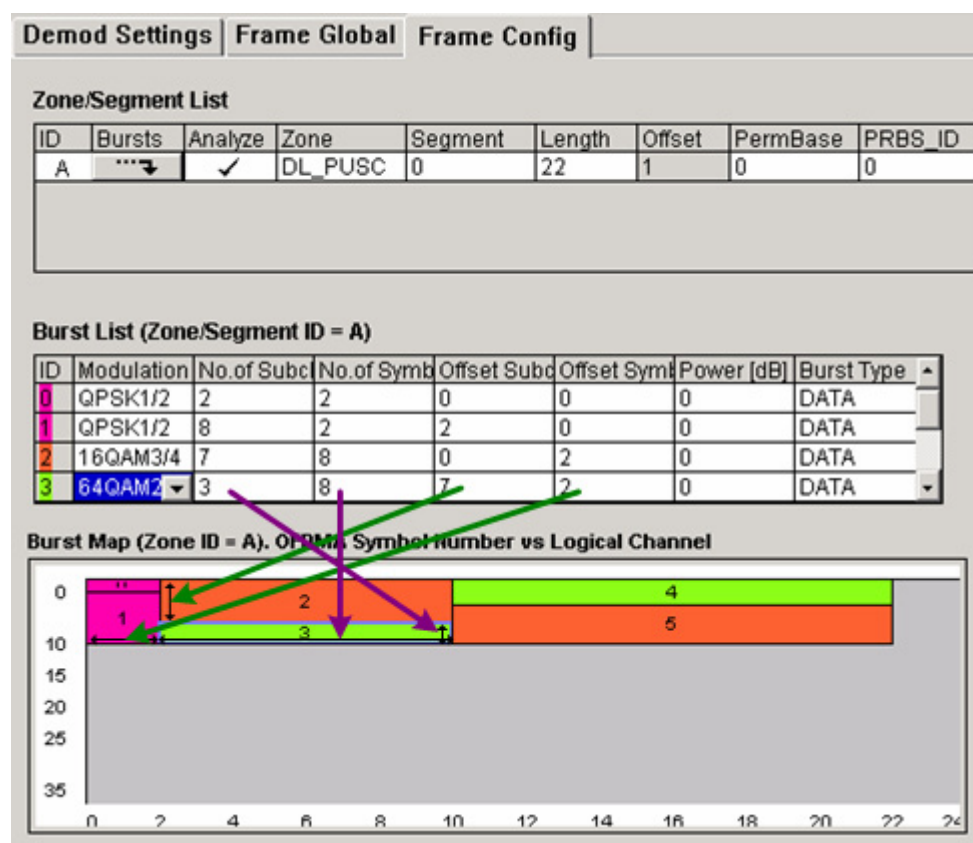 Demod Settings Frame Global Frame Config
Zone/Segment List
ID Bursts Analyze Zone Segment Length Offset PermBase PRBS_ID
A DL_PUSC 0 22 1 0 0
Burst List (Zone/Segment ID = A)
ID Modulation No.of Subcl No.of Symb Offset Subc Offset Symb Power [dB] Burst Type
0 QPSK1/2 2 2 0 0 0 DATA
1 QPSK1/2 8 2 2 0 0 DATA
2 16QAM3/4 7 8 0 2 0 DATA
3 64QAM2 3 8 7 2 0 DATA
Burst Map (Zone ID = A). OFDMA Symbol Number vs Logical Channel
0
10
15
20
25
35
1
2
3
4
5
0 2 4 6 8 10 12 14 16 18 20 22 24